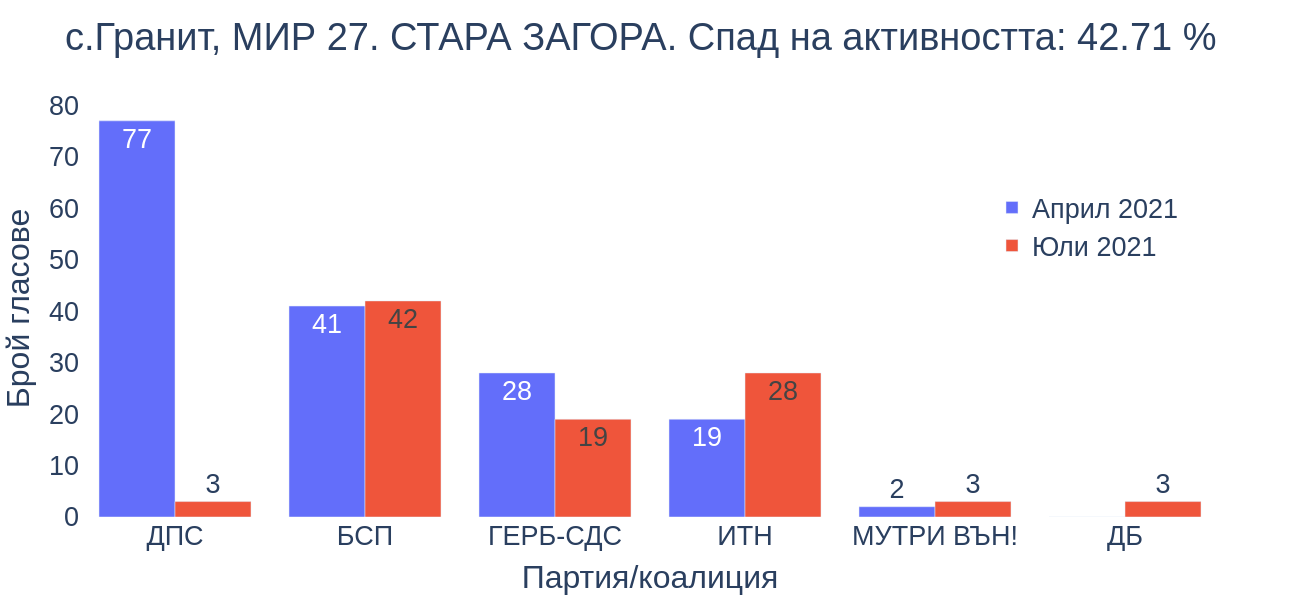 с.Гранит, МИР 27. СТАРА ЗАГОРА. Спад на активността: 42.71 %
Брой гласове
80
70
60
50
40
30
20
10
0
77
3
41
42
28
19
19
28
2
3
3
Април 2021
Юли 2021
ДПС
БСП
ГЕРБ-СДС
ИТН
МУТРИ ВЪН!
ДБ
Партия/коалиция